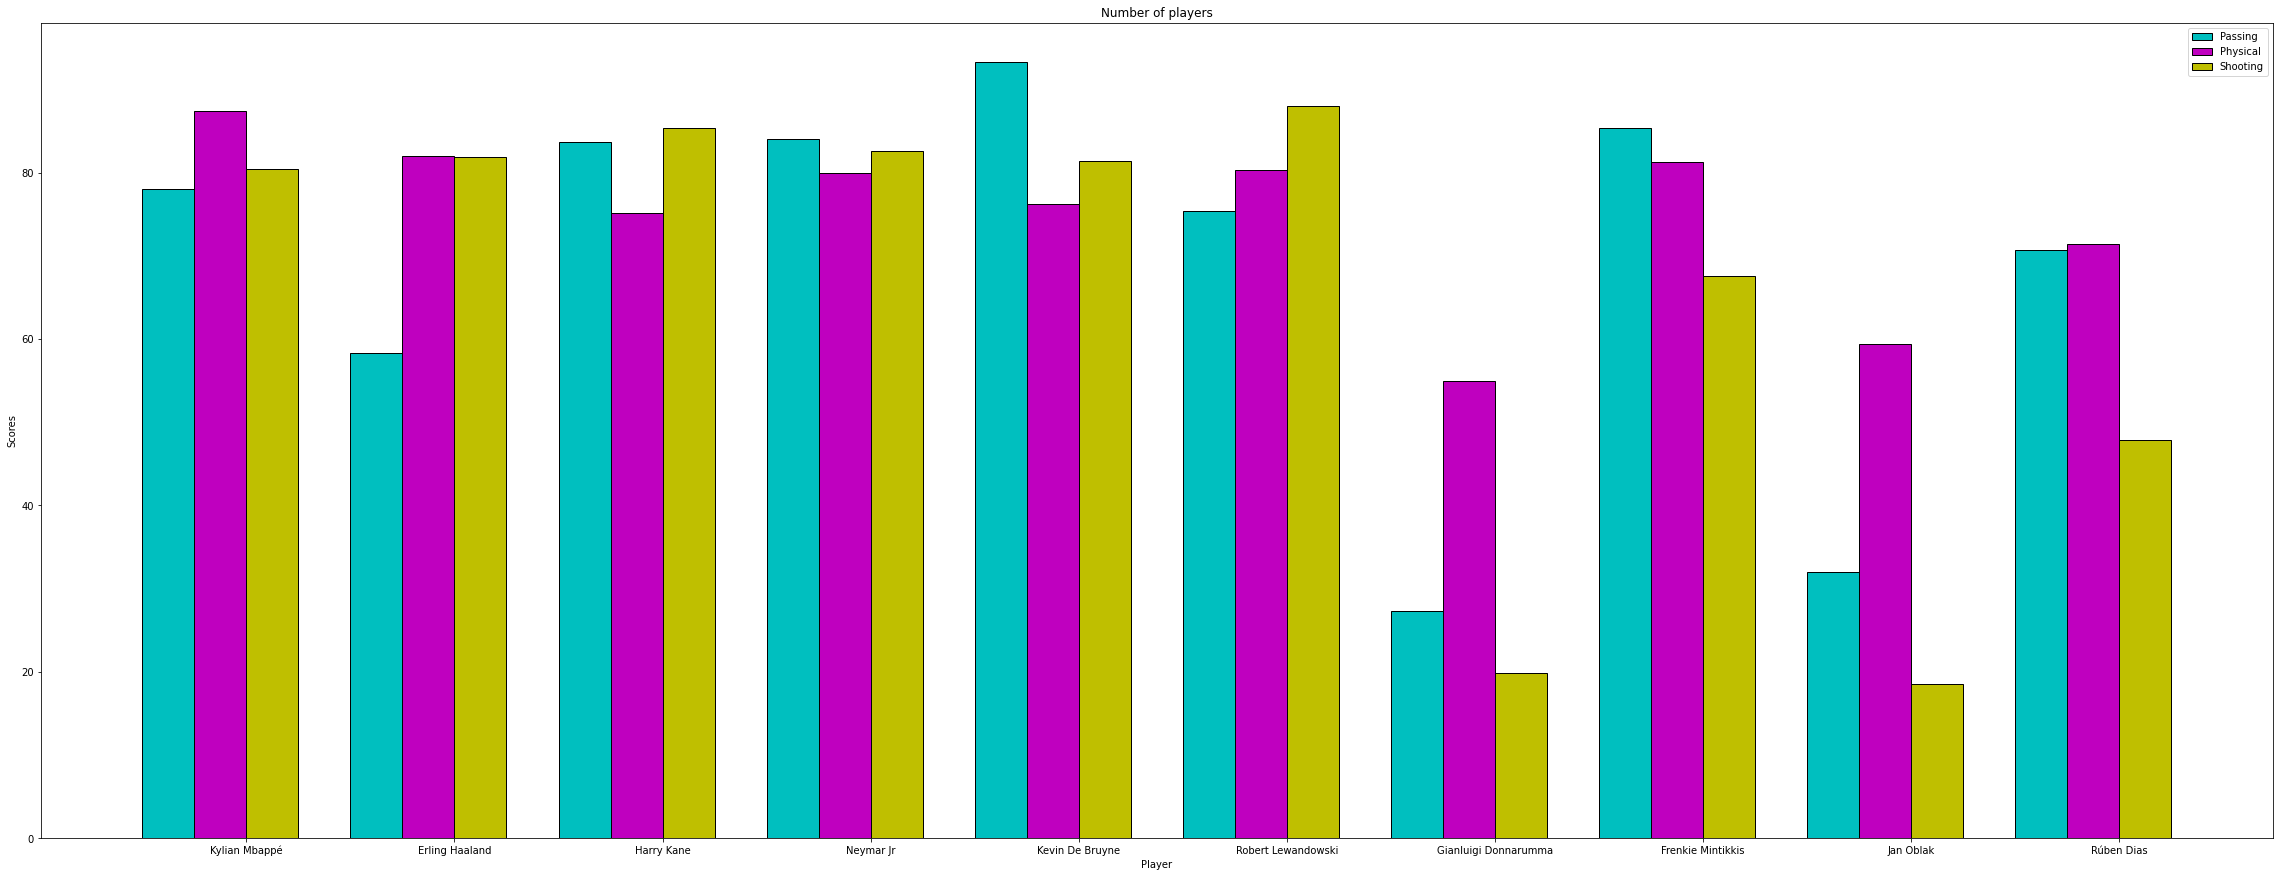 Number of players
Passing
Physical
Shooting
Scores
80
60
40
20
0
Kylian Mbappé
Erling Haaland
Harry Kane
Neymar Jr
Kevin De Bruyne
Robert Lewandowski
Gianluigi Donnarumma
Frenkie Mintikkis
Jan Oblak
Rúben Dias
Player